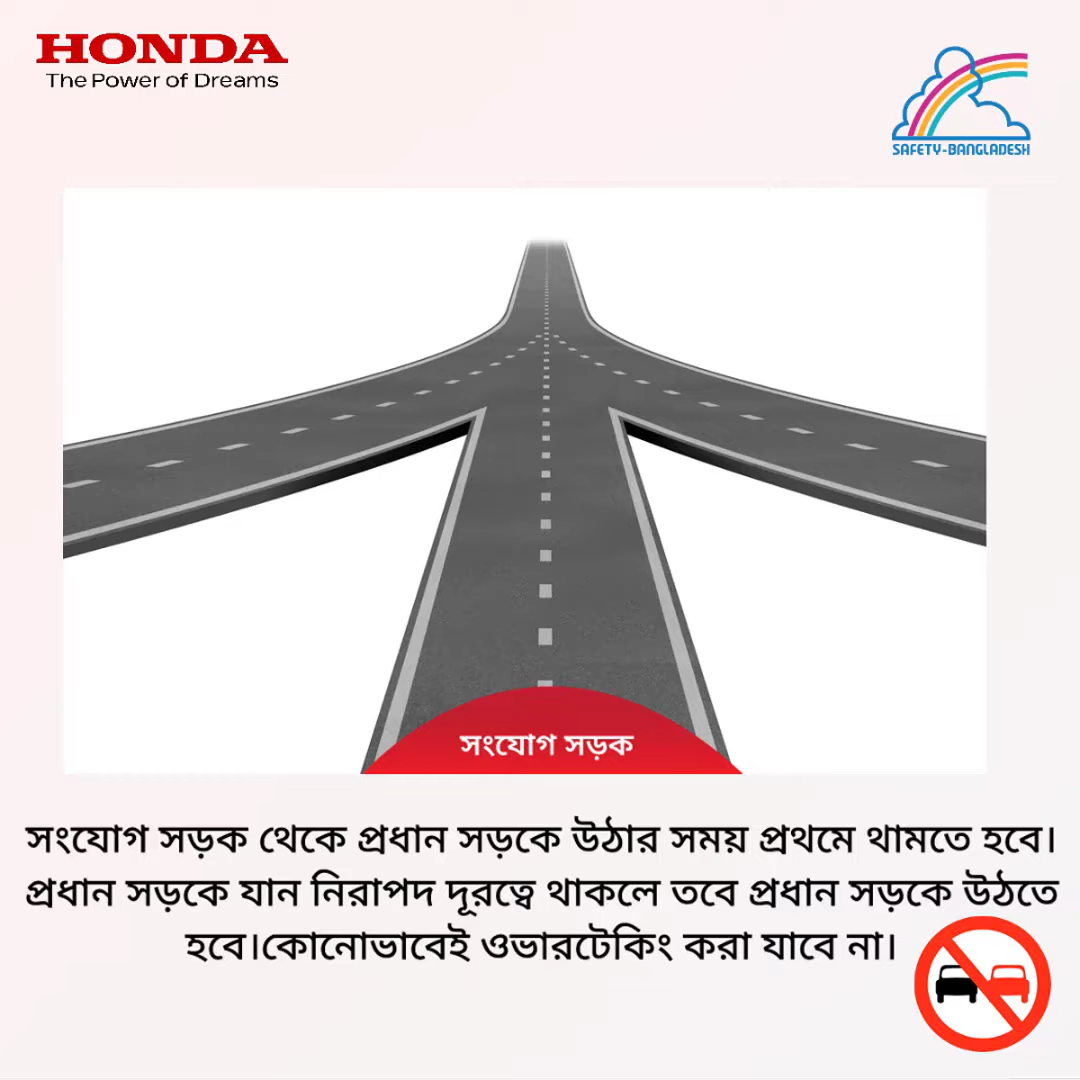 HONDA
The Power of Dreams
SAFETY-BANGLADESH
সংযোগ সড়ক
সংযোগ সড়ক থেকে প্রধান সড়কে উঠার সময় প্রথমে থামতে হবে।
প্রধান সড়কে যান নিরাপদ দূরত্বে থাকলে তবে প্রধান সড়কে উঠতে
হবে।কোনোভাবেই ওভারটেকিং করা যাবে না।